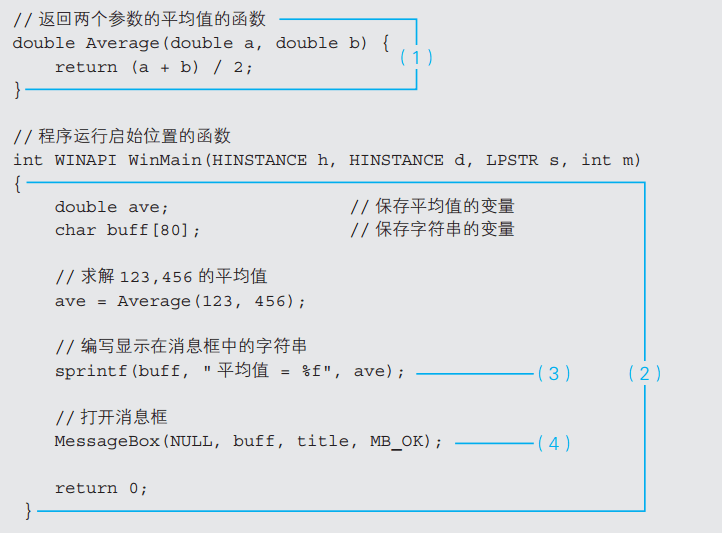 // 返回两个参数的平均值的函数
double Average(double a, double b) {
(1)
return (a + b) / 2;
}
// 程序运行启始位置的函数
int WINAPI WinMain(HINSTANCE h, HINSTANCE d, LPSTR s, int m)
{
double ave; // 保存平均值的变量
char buff[80]; // 保存字符串的变量
// 求解 123,456 的平均值
ave = Average(123, 456);
// 编写显示在消息框中的字符串
sprintf(buff, "平均值 = %f", ave); (3) (2)
// 打开消息框
MessageBox(NULL, buff, title, MB_OK); (4)
return 0;
}